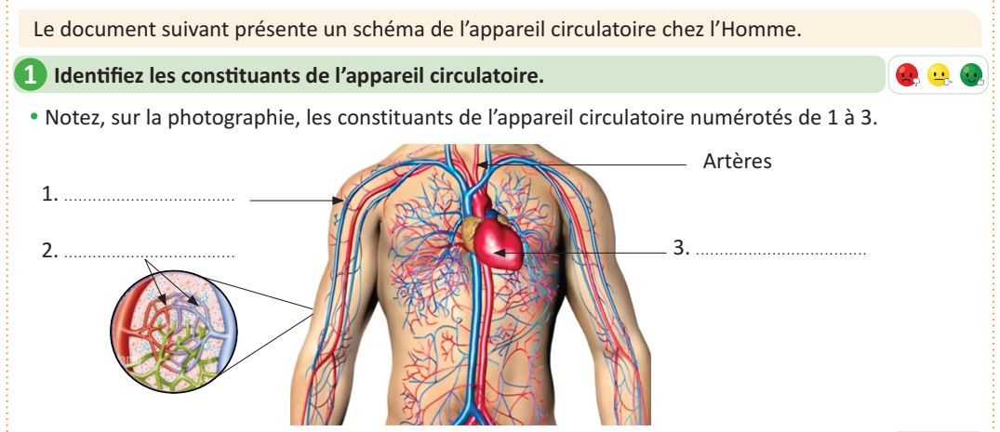 Le document suivant présente un schéma de l'appareil circulatoire chez l'Homme.
1 Identifiez les constituants de l'appareil circulatoire.
• Notez, sur la photographie, les constituants de l'appareil circulatoire numérotés de 1 à 3.
Artères
1. ..................................
2. ..................................
3. ..................................